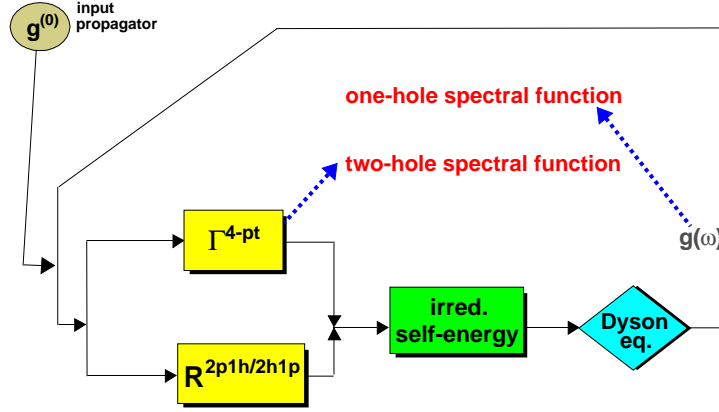 g(0)
input
propagator
one-hole spectral function
two-hole spectral function
Γ4-pt
g(ω)
irred.
self-energy
Dyson
eq.
R2p1h/2h1p